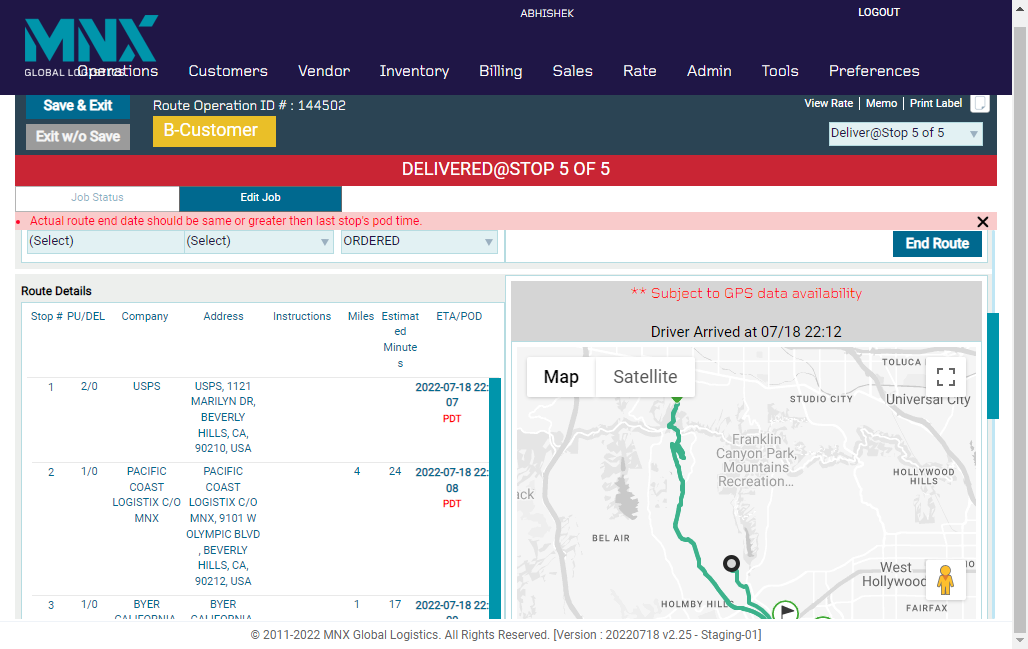 ABHISHEK
LOGOUT
MNX
GLOBAL LOGISTICS
Operations Customers Vendor Inventory Billing Sales Rate Admin Tools Preferences
Save & Exit
Route Operation ID # : 144502
View Rate | Memo | Print Label
Exit w/o Save
B-Customer
Deliver@Stop 5 of 5
DELIVERED@STOP 5 OF 5
Job Status
Edit Job
Actual route end date should be same or greater then last stop's pod time.
(Select)
(Select)
ORDERED
End Route
Route Details
Stop # PU/DEL Company Address Instructions Miles Estimat
ed
Minute
s
ETA/POD
1 2/0 USPS
USPS, 1121
MARILYN DR,
BEVERLY
HILLS, CA,
90210, USA
2022-07-18 22:
07
PDT
2 1/0
PACIFIC
COAST
LOGISTIX C/O
MNX
PACIFIC
COAST
LOGISTIX C/O
MNX, 9101 W
OLYMPIC BLVD
, BEVERLY
HILLS, CA,
90212, USA
4 24
2022-07-18 22:
08
PDT
3 1/0
BYER
CALIFORNIA
BYER
CALIFORNIA
1 17
2022-07-18 22:
** Subject to GPS data availability
Driver Arrived at 07/18 22:12
Map
Satellite
TOLUCA
STUDIO CITY
Universal City
Franklin
Canyon Park,
Mountains
Recreation...
HOLLYWOOD
HILLS
ack
BEL AIR
West
Hollywood
HO
HOLMBY HILLS
FAIRFAX
© 2011-2022 MNX Global Logistics. All Rights Reserved. [Version : 20220718 v2.25 - Staging-01]